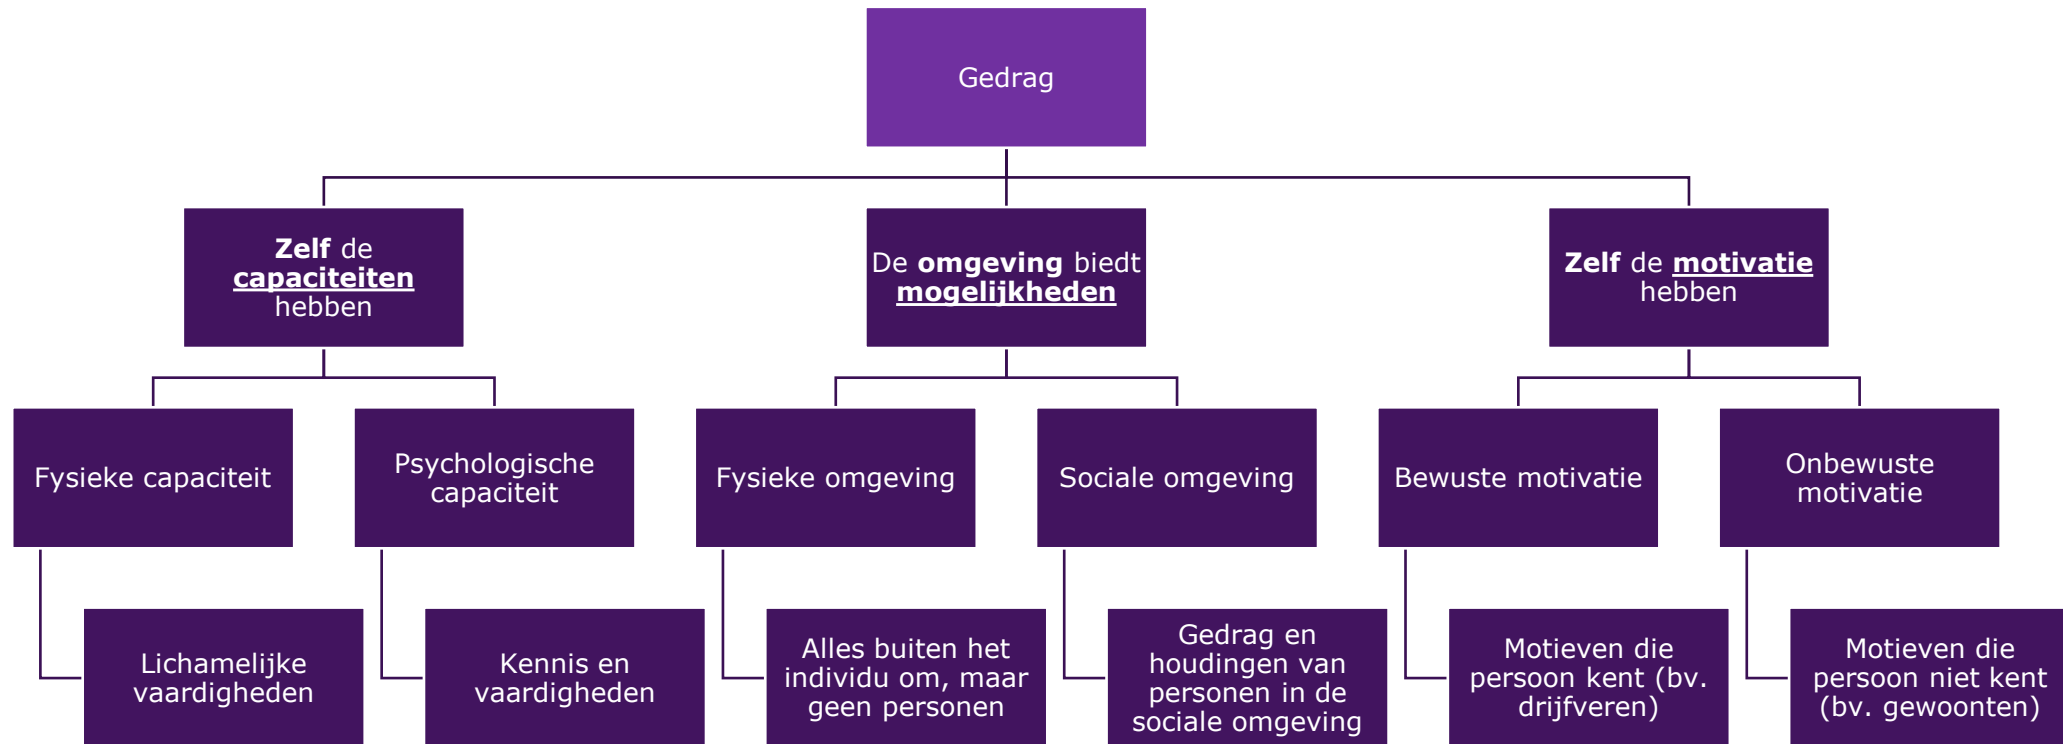 Gedrag
Zelf de
capaciteiten
hebben
De omgeving biedt
mogelijkheden
Zelf de motivatie
hebben
Fysieke capaciteit
Psychologische
capaciteit
Fysieke omgeving
Sociale omgeving
Bewuste motivatie
Onbewuste
motivatie
Lichamelijke
vaardigheden
Kennis en
vaardigheden
Alles buiten het
individu om, maar
geen personen
Gedrag en
houdingen van
personen in de
sociale omgeving
Motieven die
persoon kent (bv.
drijfveren)
Motieven die
persoon niet kent
(bv. gewoonten)